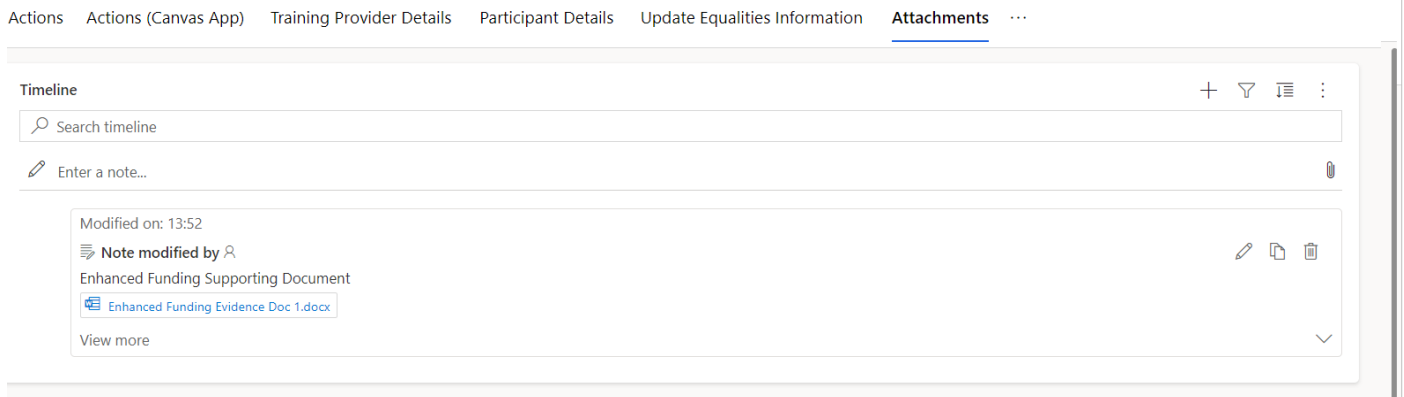 Actions Actions (Canvas App) Training Provider Details Participant Details Update Equalities Information Attachments ...
Timeline
Search timeline
Enter a note...
Modified on: 13:52
Note modified by
Enhanced Funding Supporting Document
Enhanced Funding Evidence Doc 1.docx
View more